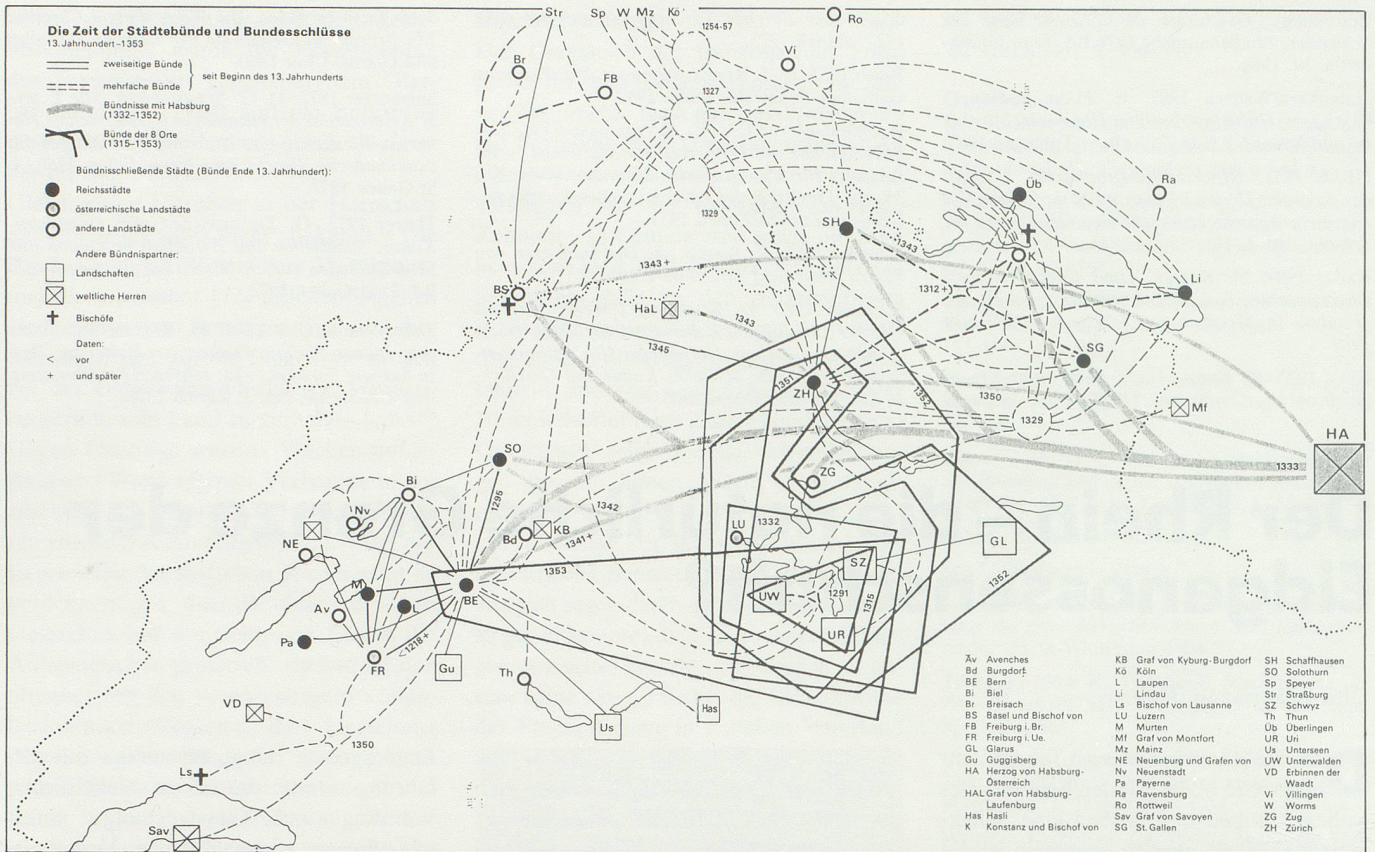 Die Zeit der Städtebünde und Bundesschlüsse
13. Jahrhundert–1353
zweiseitige Bünde
mehrfache Bünde
seit Beginn des 13. Jahrhunderts
Bündnisse mit Habsburg
(1332–1352)
Bünde der 8 Orte
(1315–1353)
Bündnisschließende Städte (Bünde Ende 13. Jahrhundert):
Reichsstädte
österreichische Landstädte
andere Landstädte
Andere Bündnispartner:
Landschaften
weltliche Herren
Bischöfe
Daten:
< vor
+ und später
Str Sp W Mz Kö Ro
1254-57
Br FB Vi
1327
1329
Üb Ra
SH
1343
K
1343+
1312+
Li
BS
HaL
1343
1345
SG
1351
ZH
1352
1350
Mf
1329
HA
1333
SO
ZG
Bi
1295
Nv
1342
Bd KB
1341+
LU 1332
GL
NE
1353
SZ
1352
M
BE
UW 1291 1315
Av L
UR
Pa
<1218+
FR
Gu
Th
Has
VD
Us
1350
Ls
Sav
Av Avenches
Bd Burgdorf
BE Bern
Bi Biel
Br Breisach
BS Basel und Bischof von
FB Freiburg i. Br.
FR Freiburg i. Ue.
GL Glarus
Gu Guggisberg
HA Herzog von Habsburg-
Österreich
HAL Graf von Habsburg-
Laufenburg
Has Hasli
K Konstanz und Bischof von
KB Graf von Kyburg-Burgdorf
Kö Köln
L Laupen
Li Lindau
Ls Bischof von Lausanne
LU Luzern
M Murten
Mf Graf von Montfort
Mz Mainz
NE Neuenburg und Grafen von
Nv Neuenstadt
Pa Payerne
Ra Ravensburg
Ro Rottweil
Sav Graf von Savoyen
SG St. Gallen
SH Schaffhausen
SO Solothurn
Sp Speyer
Str Straßburg
SZ Schwyz
Th Thun
Üb Überlingen
UR Uri
Us Unterseen
UW Unterwalden
VD Erbinnen der
Waadt
Vi Villingen
W Worms
ZG Zug
ZH Zürich